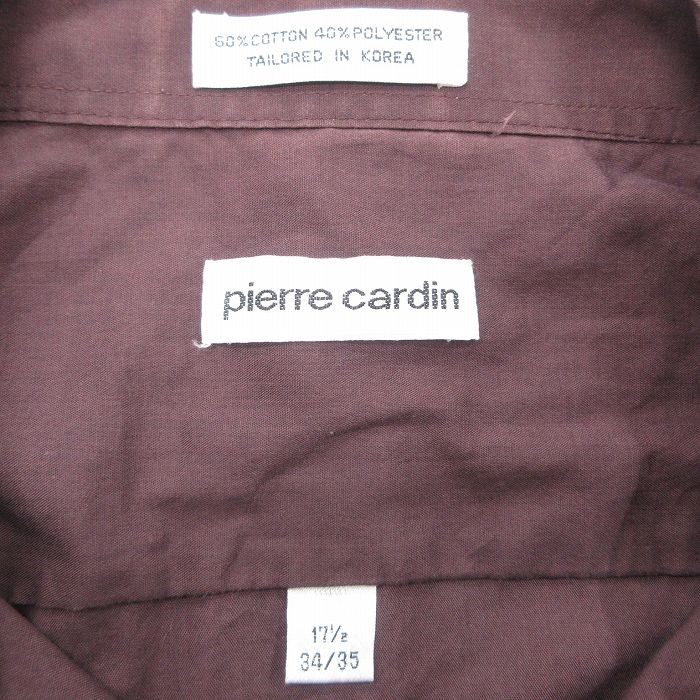 60% COTTON 40% POLYESTER
TAILORED IN KOREA
pierre cardin
17½
34/35